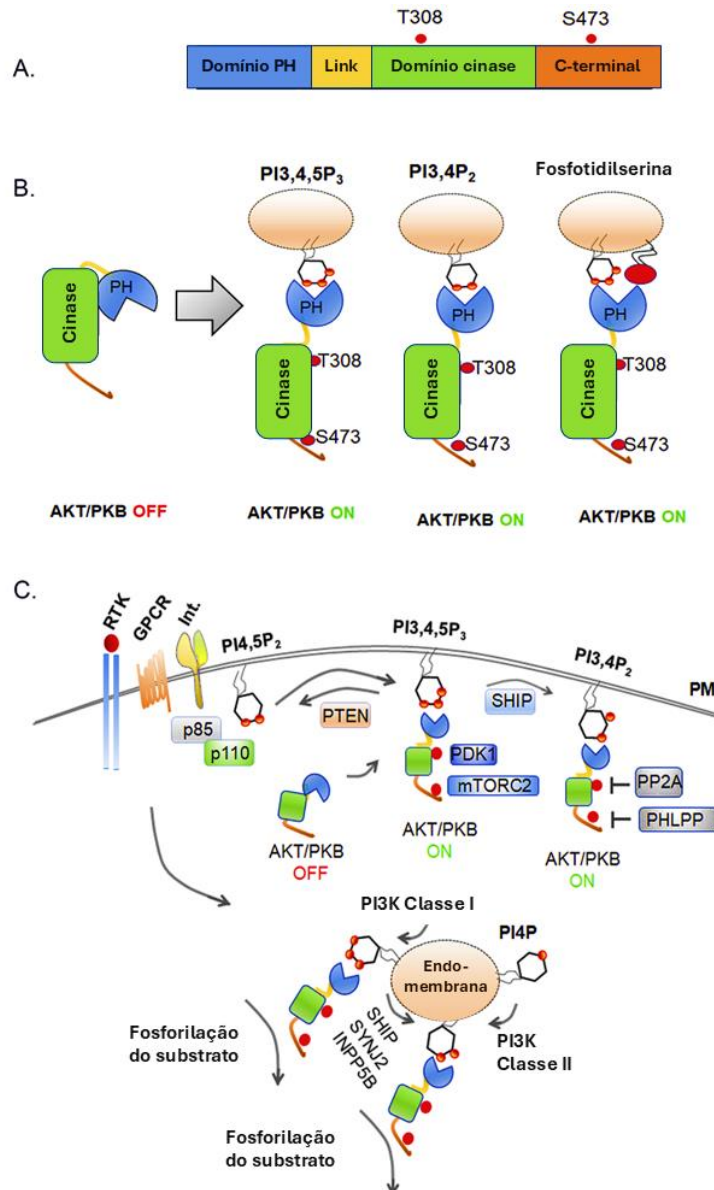 A.
T308
S473
Domínio PH
Link
Domínio cinase
C-terminal
B.
PI3,4,5P3
PI3,4P2
Fosfotidilserina
Cinase
PH
PH
Cinase
T308
S473
PH
Cinase
T308
S473
PH
Cinase
T308
S473
AKT/PKB OFF
AKT/PKB ON
AKT/PKB ON
AKT/PKB ON
C.
RTK
GPCR
Int.
PI4,5P2
PI3,4,5P3
PI3,4P2
PM
p85
p110
PTEN
SHIP
PDK1
mTORC2
PP2A
PHLPP
AKT/PKB
OFF
AKT/PKB
ON
AKT/PKB
ON
PI3K Classe I
PI4P
Endo-
membrana
SHIP
SYNJ2
INPP5B
PI3K
Classe II
Fosforilação
do substrato
Fosforilação
do substrato